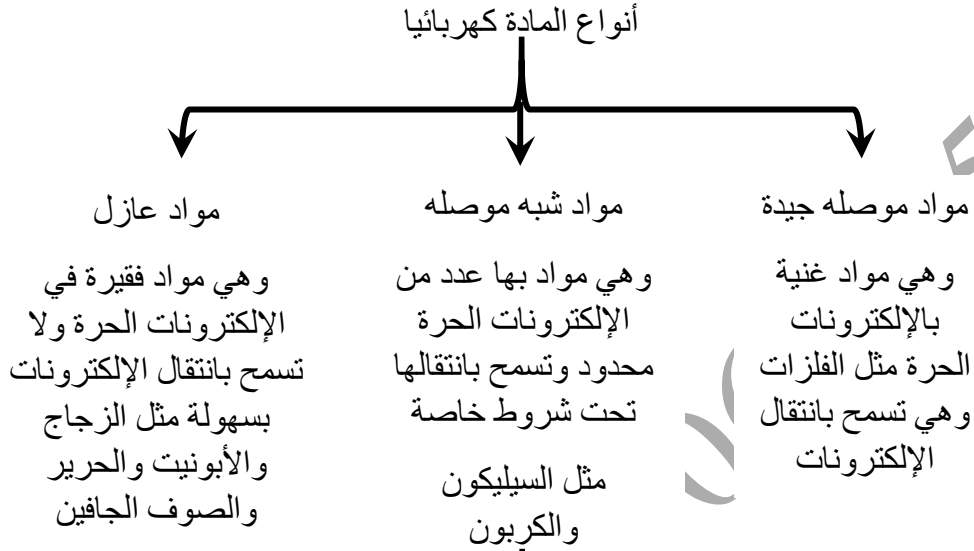 أنواع المادة كهربائيا
مواد موصله جيدة
وهي مواد غنية
بالإلكترونات
الحرة مثل الفلزات
وهي تسمح بانتقال
الإلكترونات
مواد شبه موصله
وهي مواد بها عدد من
الإلكترونات الحرة
محدود وتسمح بانتقالها
تحت شروط خاصة
مثل السيليكون
والكربون
مواد عازل
وهي مواد فقيرة في
الإلكترونات الحرة ولا
تسمح بانتقال الإلكترونات
بسهولة مثل الزجاج
والأبونيت والحرير
والصوف الجافين